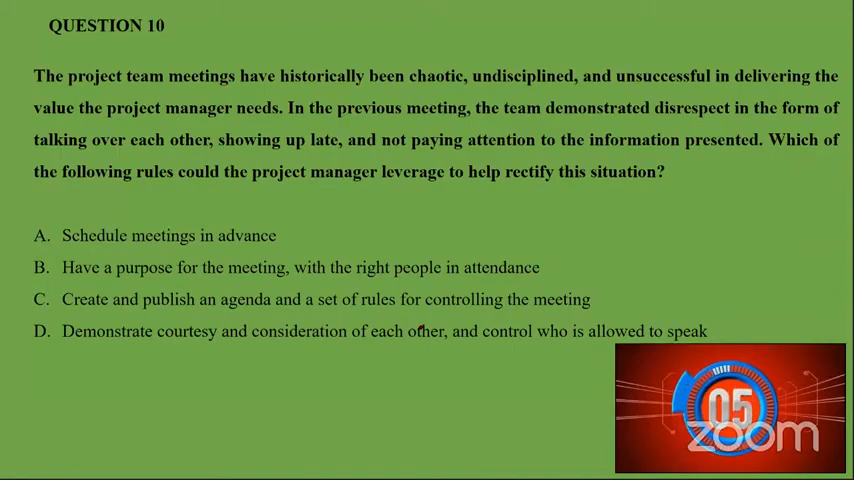 QUESTION 10
The project team meetings have historically been chaotic, undisciplined, and unsuccessful in delivering the
value the project manager needs. In the previous meeting, the team demonstrated disrespect in the form of
talking over each other, showing up late, and not paying attention to the information presented. Which of
the following rules could the project manager leverage to help rectify this situation?
A. Schedule meetings in advance
B. Have a purpose for the meeting, with the right people in attendance
C. Create and publish an agenda and a set of rules for controlling the meeting
D. Demonstrate courtesy and consideration of each other, and control who is allowed to speak
05
zoom